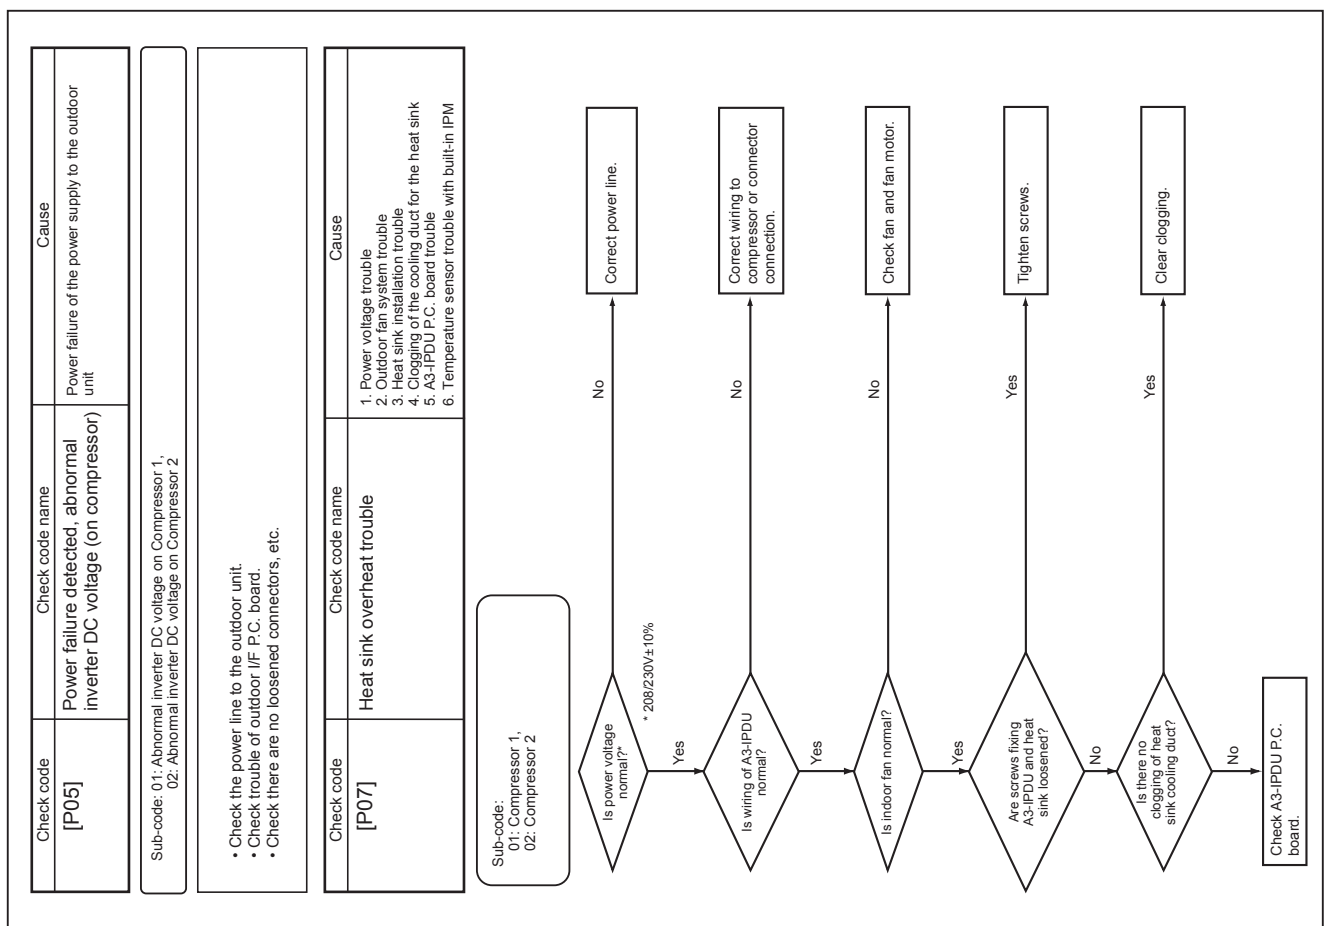 Check code
Check code name
Cause
[P05]
Power failure detected, abnormal
inverter DC voltage (on compressor)
Power failure of the power supply to the outdoor
unit
Sub-code: 01: Abnormal inverter DC voltage on Compressor 1,
02: Abnormal inverter DC voltage on Compressor 2
• Check the power line to the outdoor unit.
• Check trouble of outdoor I/F P.C. board.
• Check there are no loosened connectors, etc.
Check code
Check code name
Cause
[P07]
Heat sink overheat trouble
1. Power voltage trouble
2. Outdoor fan system trouble
3. Heat sink installation trouble
4. Clogging of the cooling duct for the heat sink
5. A3-IPDU P.C. board trouble
6. Temperature sensor trouble with built-in IPM
Sub-code:
01: Compressor 1,
02: Compressor 2
Is power voltage
normal?*
No
Correct power line.
* 208/230V±10%
Yes
Is wiring of A3-IPDU
normal?
No
Correct wiring to
compressor or connector
connection.
Yes
Is indoor fan normal?
No
Check fan and fan motor.
Yes
Are screws fixing
A3-IPDU and heat
sink loosened?
Yes
Tighten screws.
No
Is there no
clogging of heat
sink cooling duct?
Yes
Clear clogging.
No
Check A3-IPDU P.C.
board.